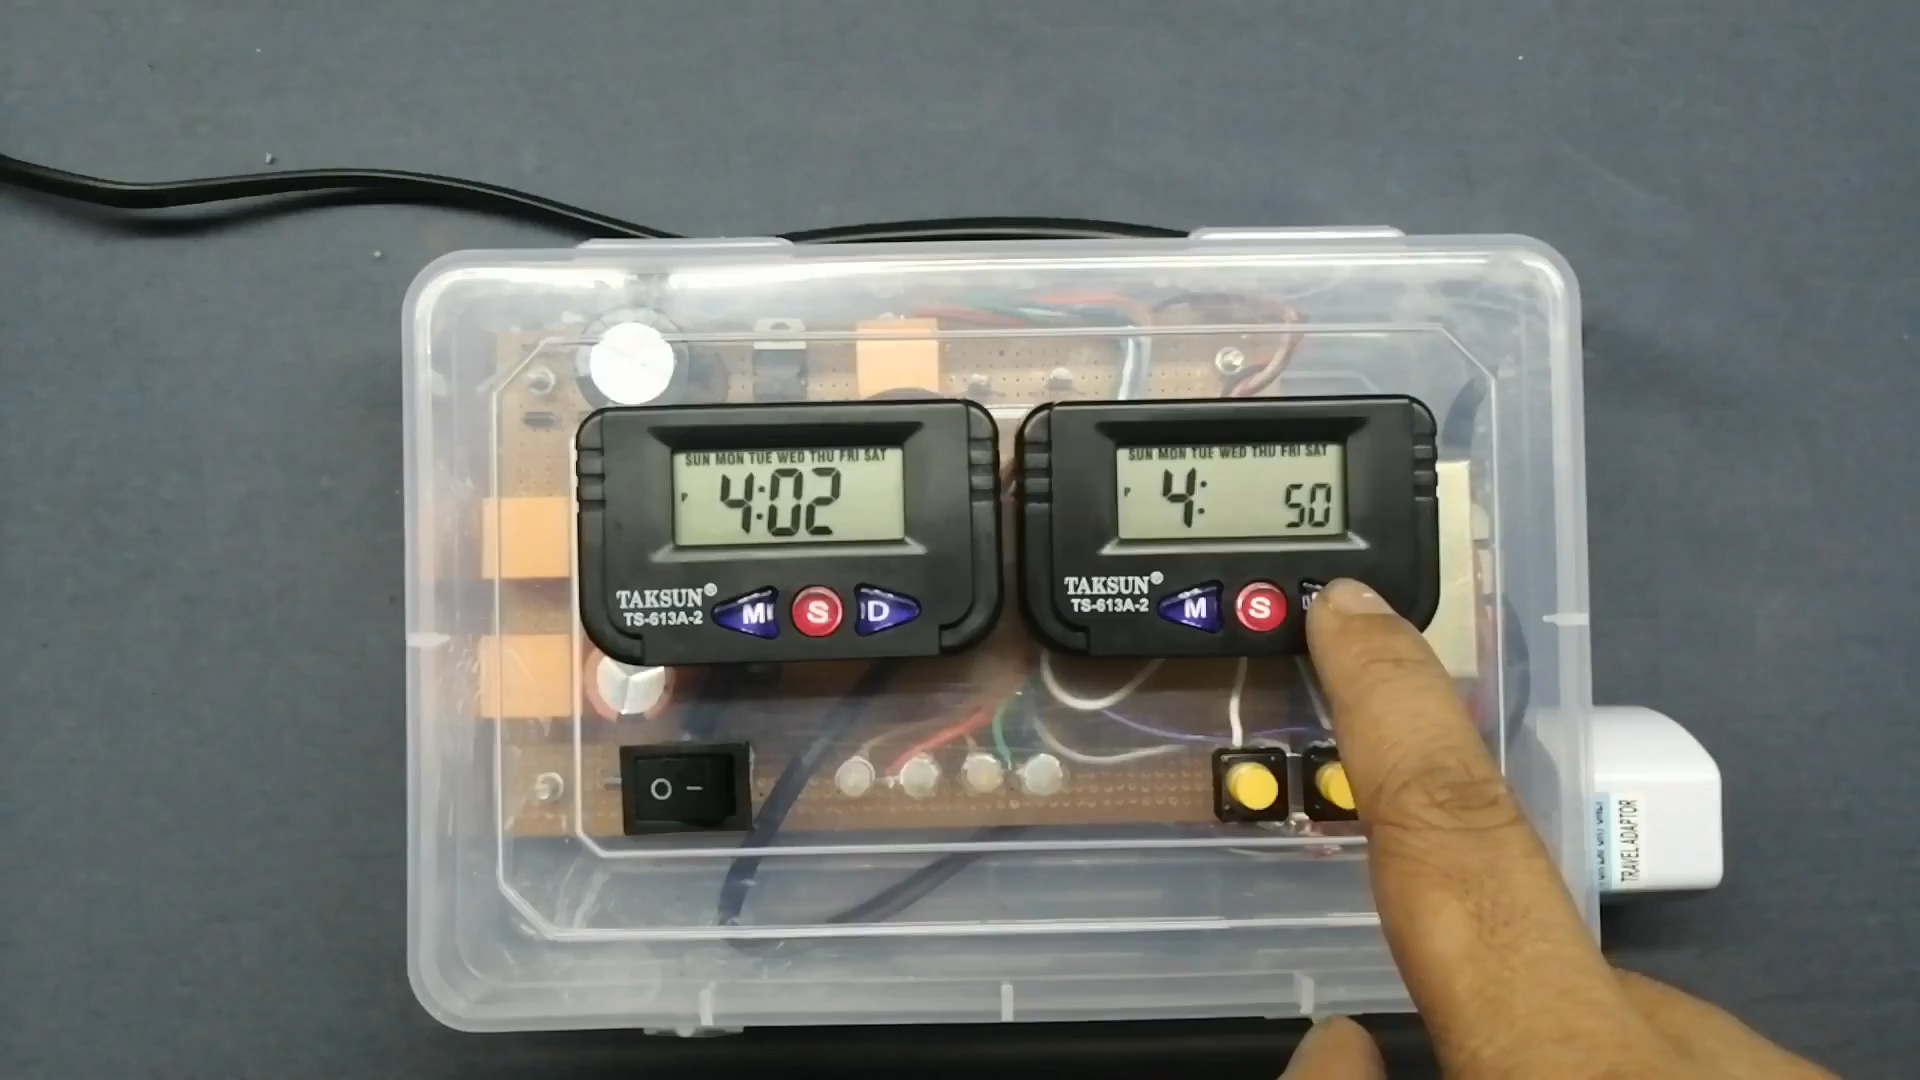 SUN MON TUE WED THU FRI SAT
P 4:02
TAKSUN®
TS-613A-2
M S D
SUN MON TUE WED THU FRI SAT
P 4: 50
TAKSUN®
TS-613A-2
M S
O -
TRAVEL ADAPTOR